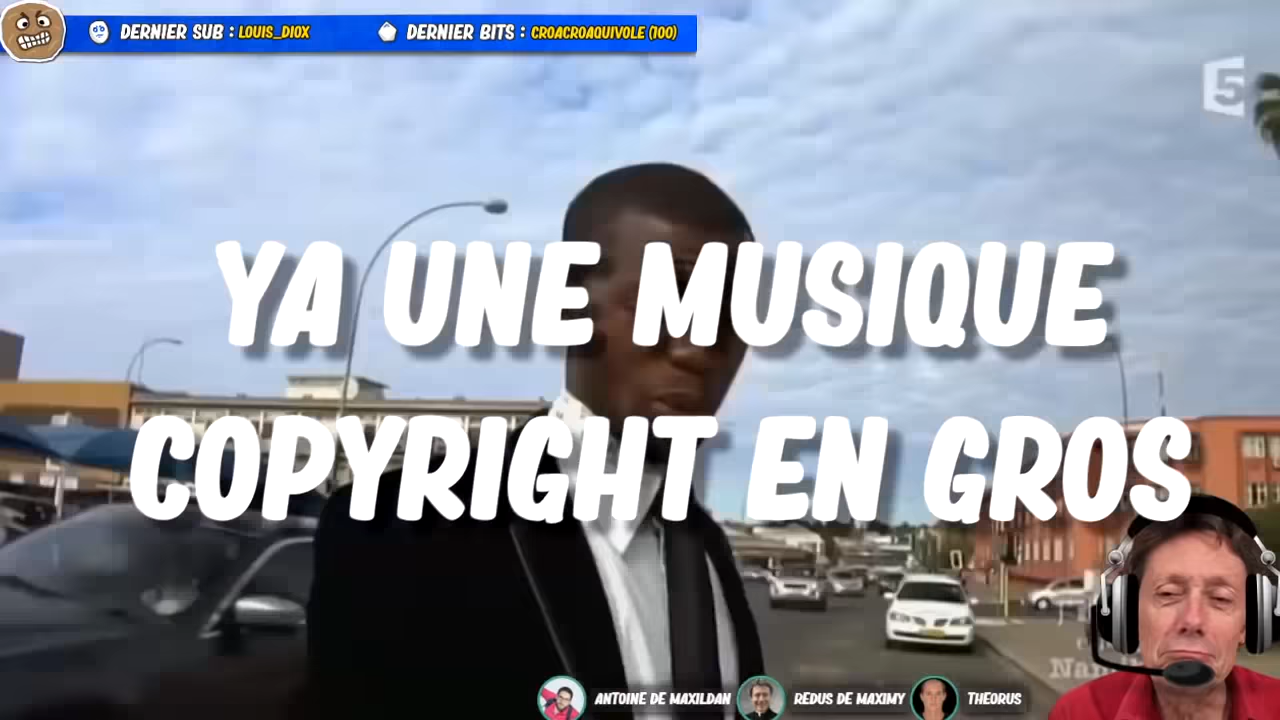 DERNIER SUB : LOUIS_DIOX
DERNIER BITS : CROACROAQUIVOLE (100)
5
YA UNE MUSIQUE
COPYRIGHT EN GROS
ANTOINE DE MAXILDAN
REDUS DE MAXIMY
THEORUS